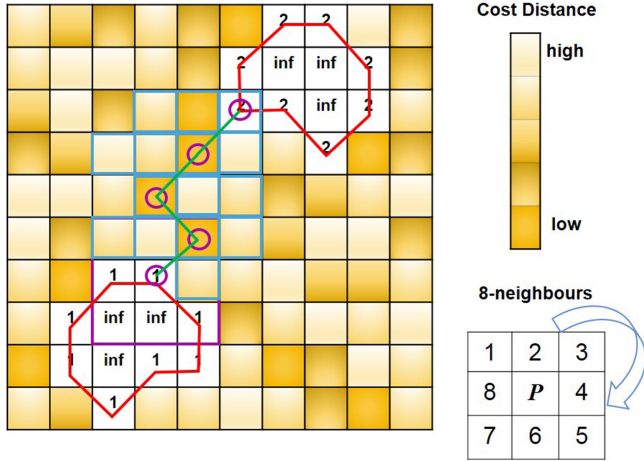 2 2
2 inf inf 2
2 2 inf 2
2
1 1
1 inf inf 1
1 inf 1 1
1
Cost Distance
high
low
8-neighbours
1 2 3
8 P 4
7 6 5